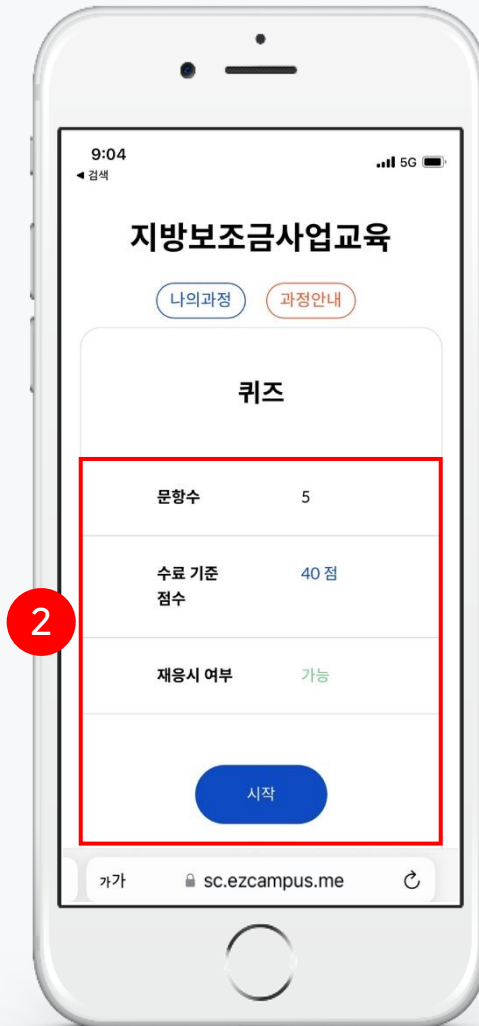 9:04
5G
◀ 검색
지방보조금사업교육
나의과정 과정안내
퀴즈
문항수 5
수료 기준 점수 40 점
재응시 여부 가능
2
시작
가가 sc.ezcampus.me